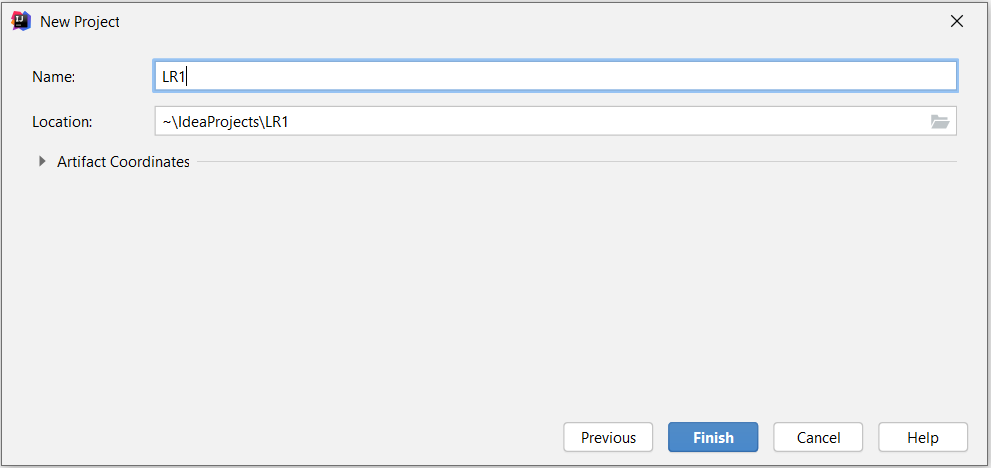 New Project
Name: LR1
Location: ~\IdeaProjects\LR1
Artifact Coordinates
Previous Finish Cancel Help